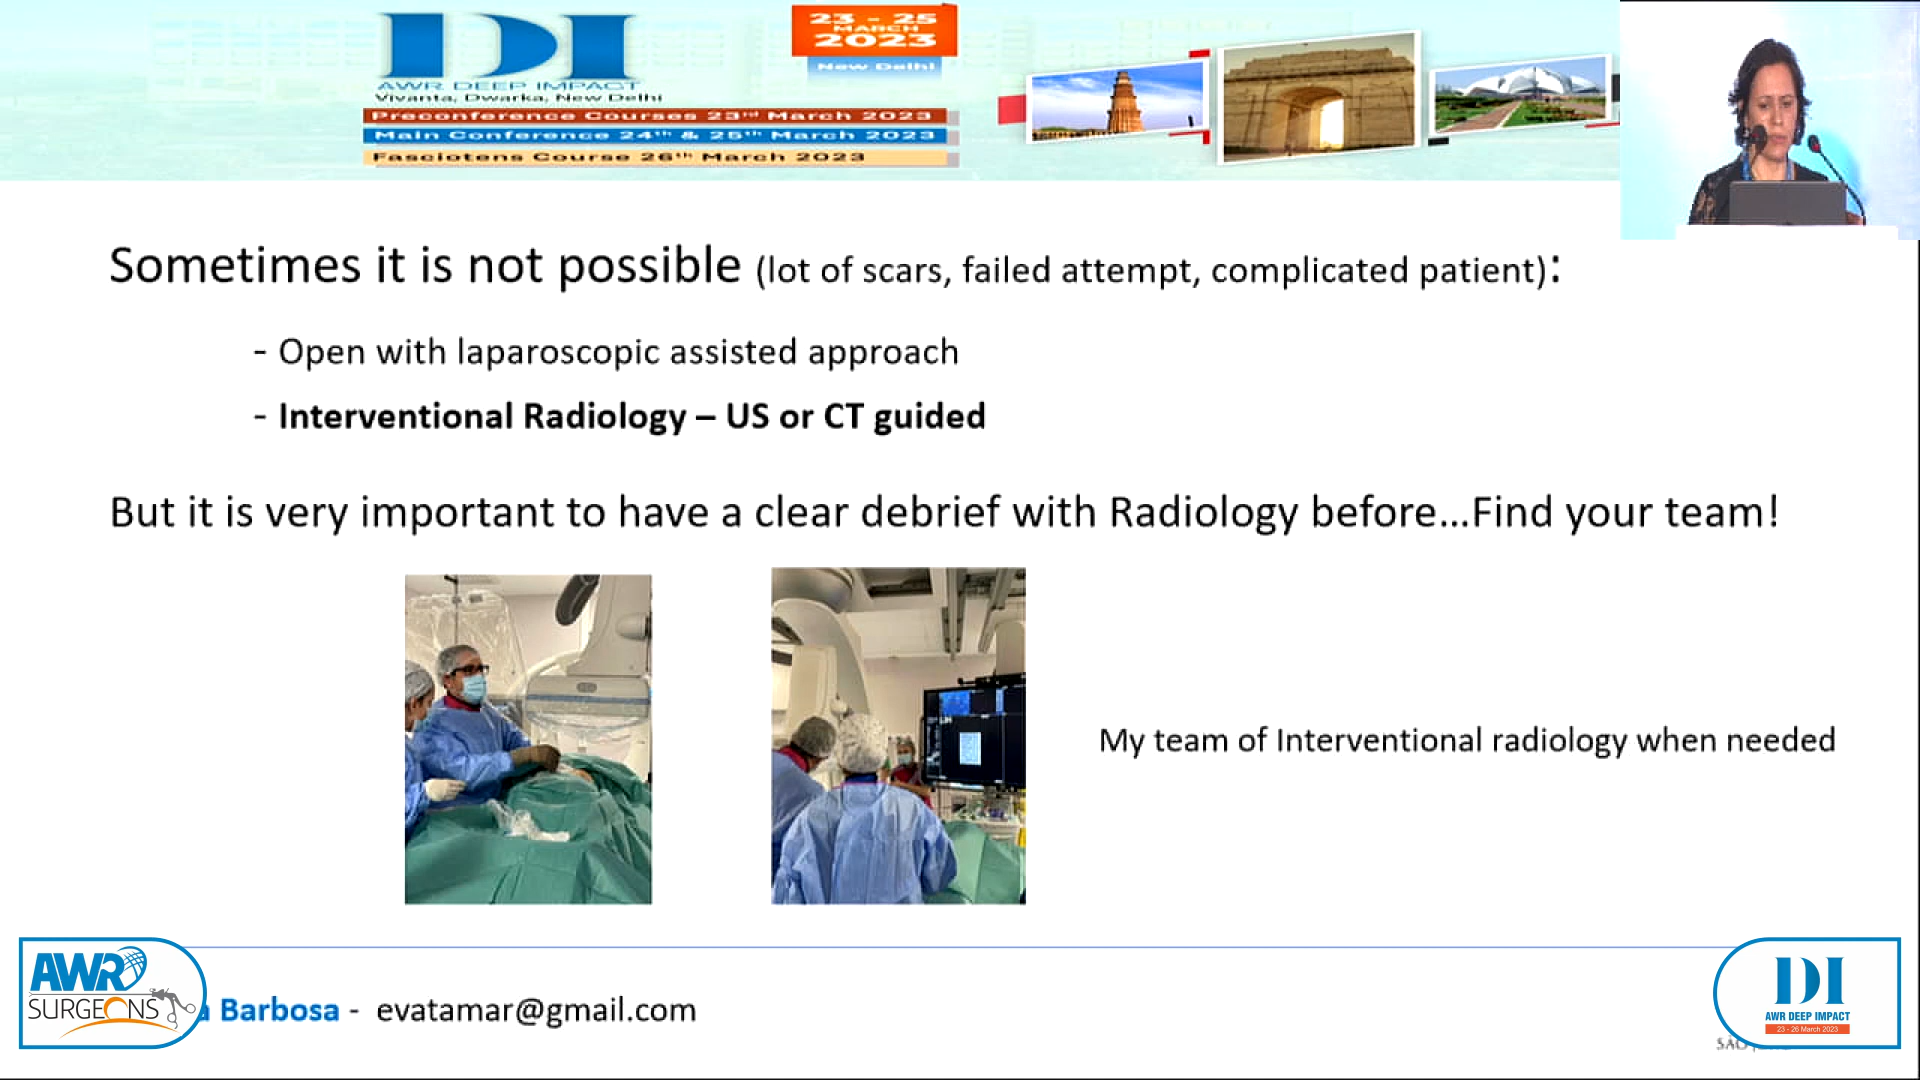 DI
23 - 25
MARCH
2023
New Delhi
AWR DEEP IMPACT
Vivanta, Dwarka, New Delhi
Preconference Courses 23rd March 2023
Main Conference 24th & 25th March 2023
Fasciotens Course 26th March 2023
Sometimes it is not possible (lot of scars, failed attempt, complicated patient):
- Open with laparoscopic assisted approach
- Interventional Radiology – US or CT guided
But it is very important to have a clear debrief with Radiology before...Find your team!
My team of Interventional radiology when needed
AWR
SURGEONS
Barbosa - evatamar@gmail.com
DI
AWR DEEP IMPACT
23 - 26 March 2023